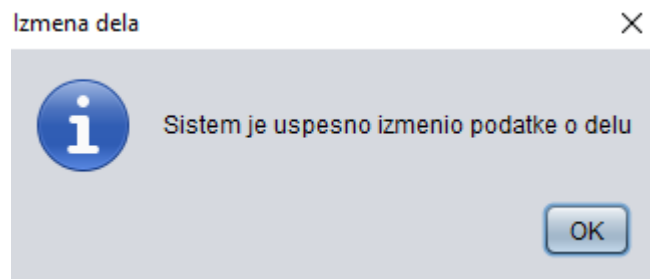 Izmena dela
Sistem je uspesno izmenio podatke o delu
OK